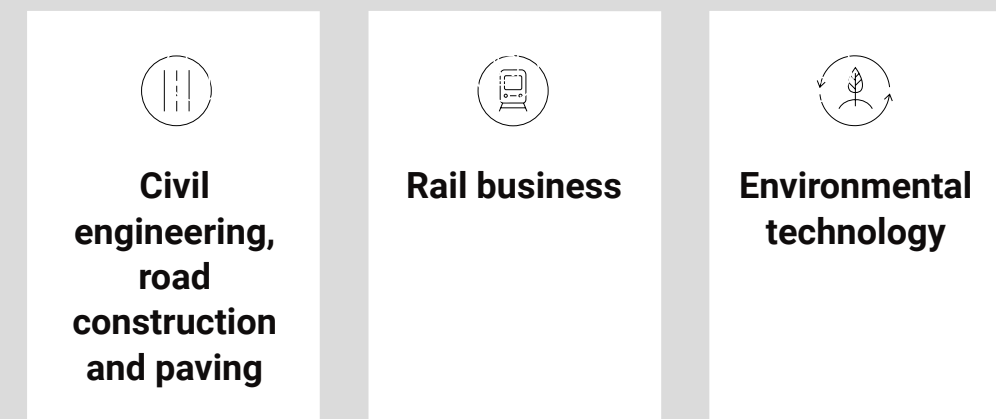 Civil
engineering,
road
construction
and paving
Rail business
Environmental
technology